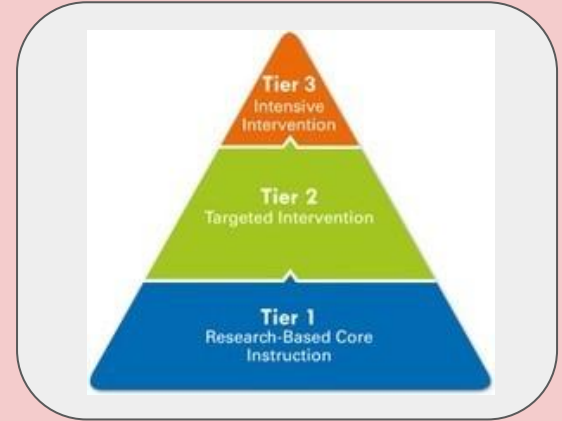 Tier 3
Intensive
Intervention
Tier 2
Targeted Intervention
Tier 1
Research-Based Core
Instruction